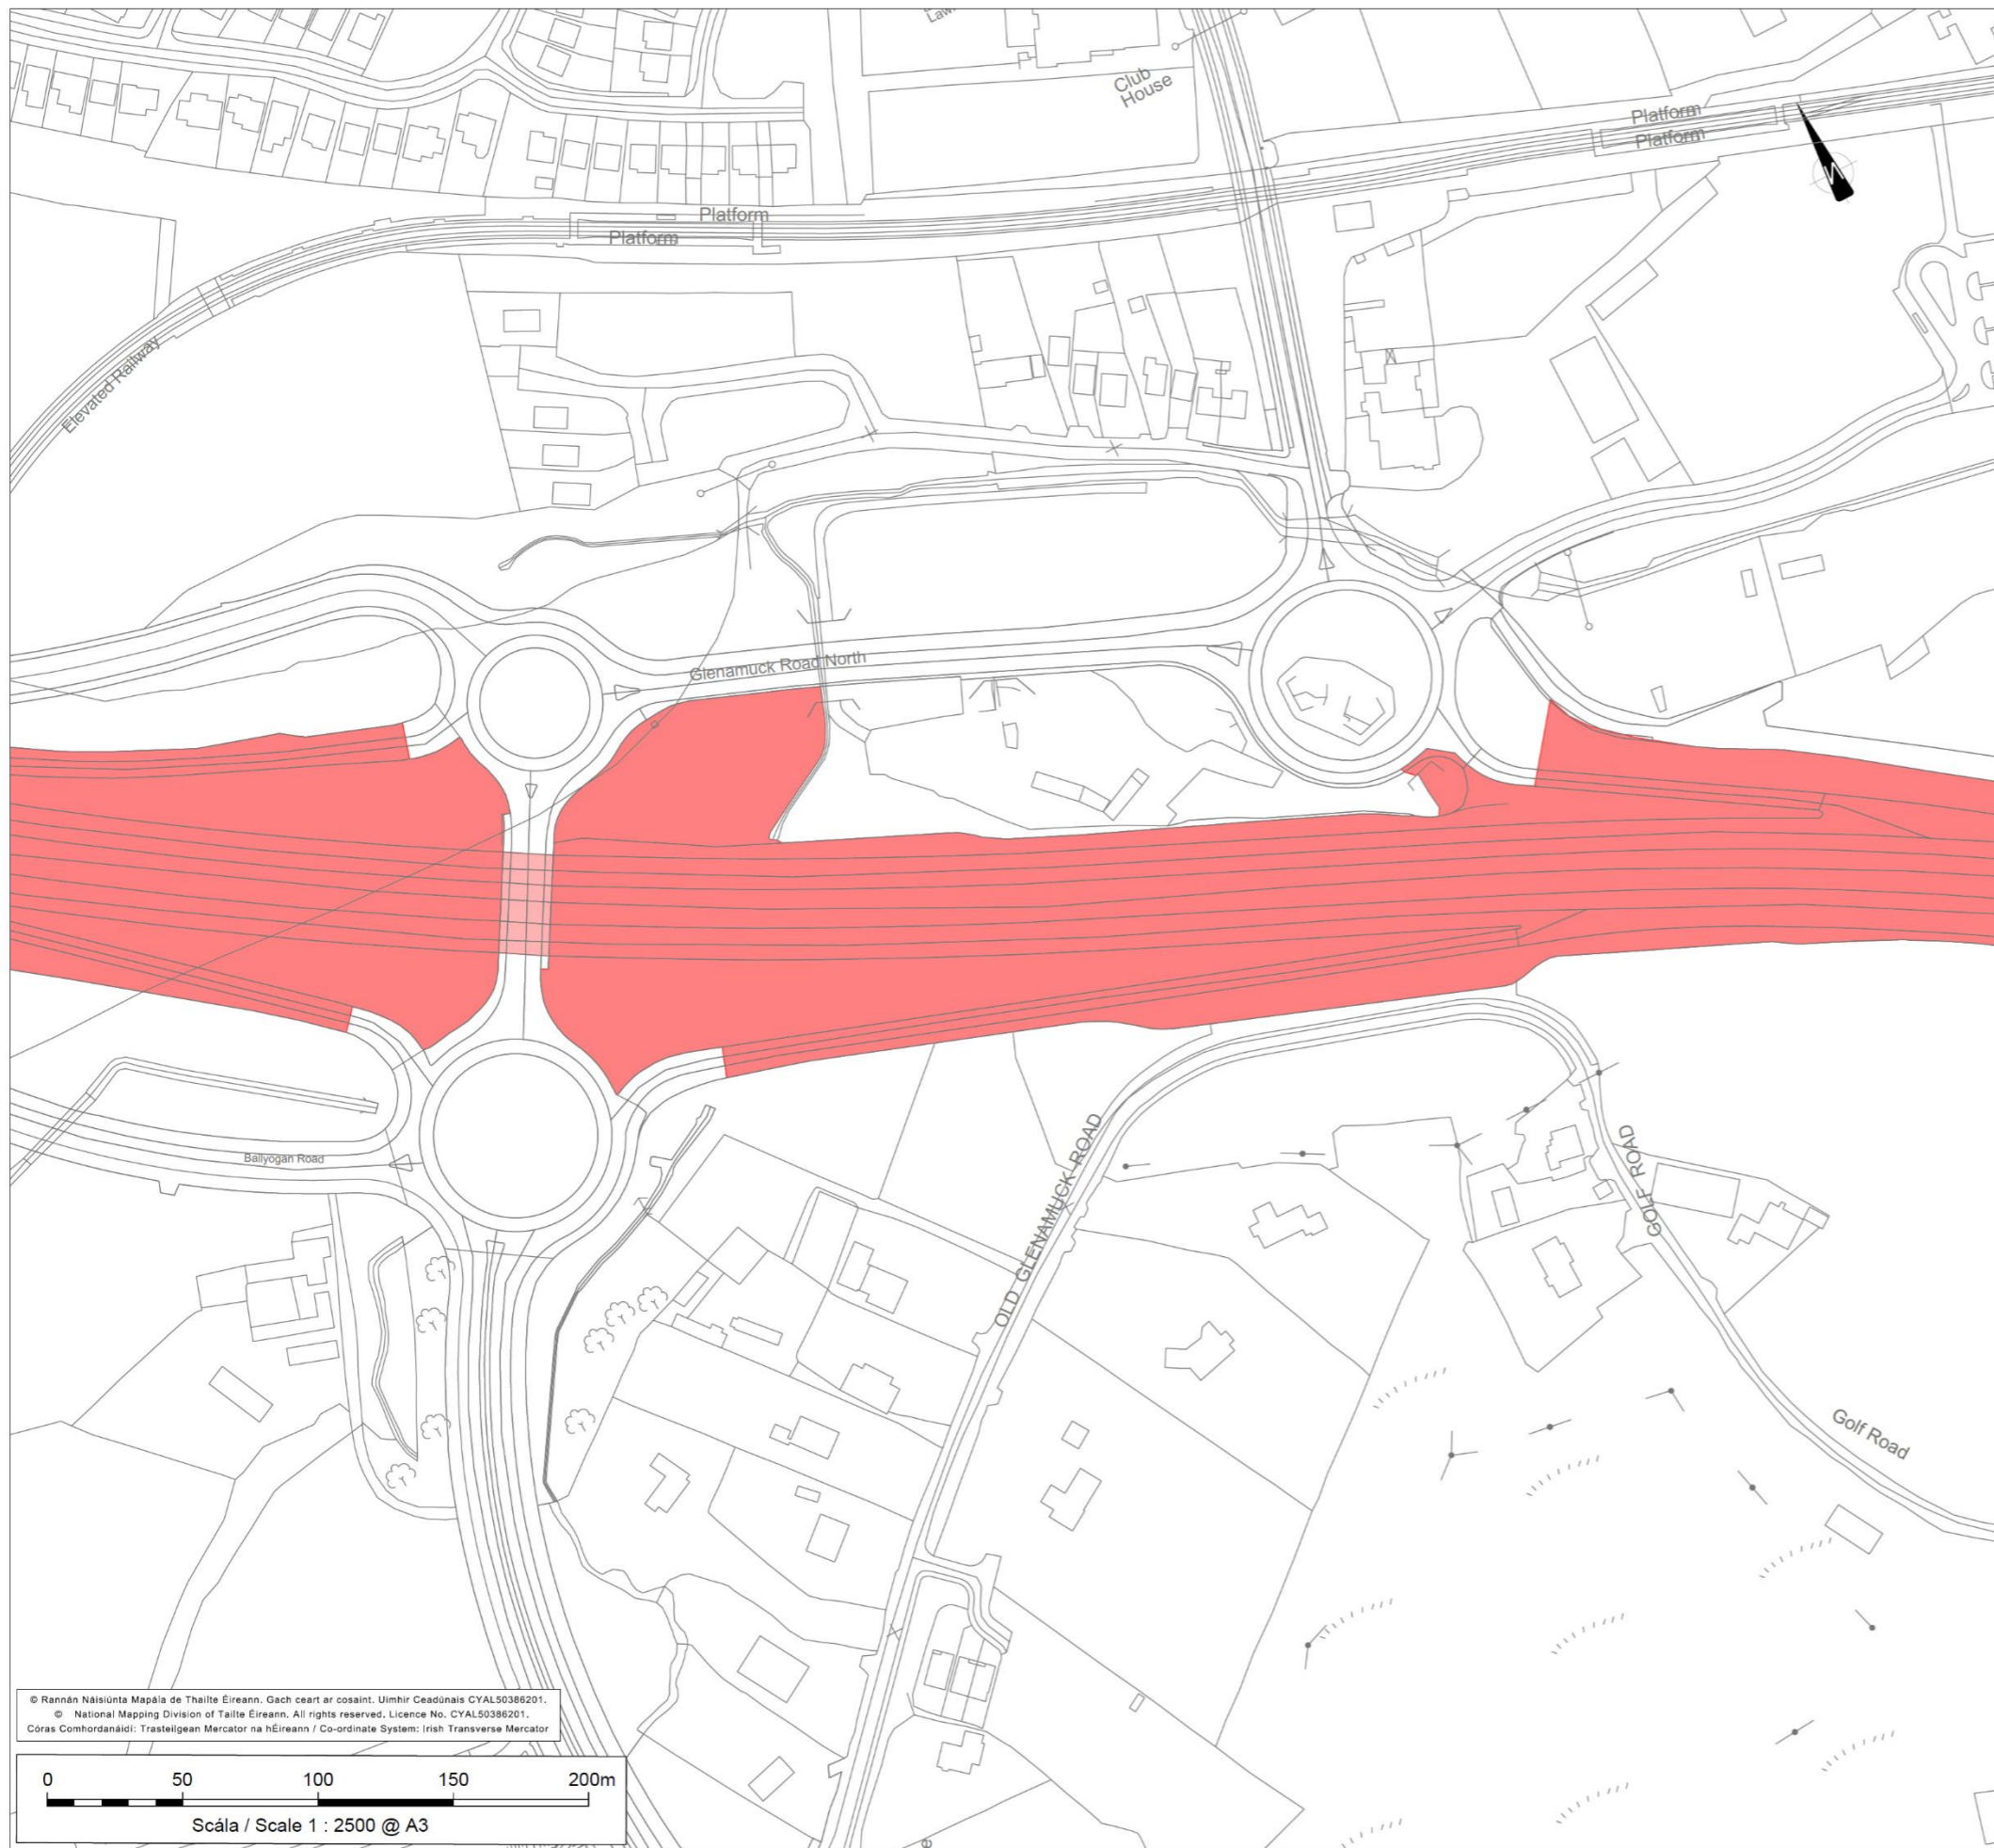 Club
House
Platform
Platform
N
Platform
Platform
Elevated Railway
Glenamuck Road North
Ballyogan Road
OLD GLENAMUCK ROAD
GOLF ROAD
Golf Road
© Rannán Náisiúnta Mapála de Thailte Éireann. Gach ceart ar cosaint. Uimhir Ceadúnais CYAL50386201.
© National Mapping Division of Tailte Éireann. All rights reserved. Licence No. CYAL50386201.
Córas Comhordanáidí: Trasteilgean Mercator na hÉireann / Co-ordinate System: Irish Transverse Mercator
0 50 100 150 200m
Scála / Scale 1 : 2500 @ A3